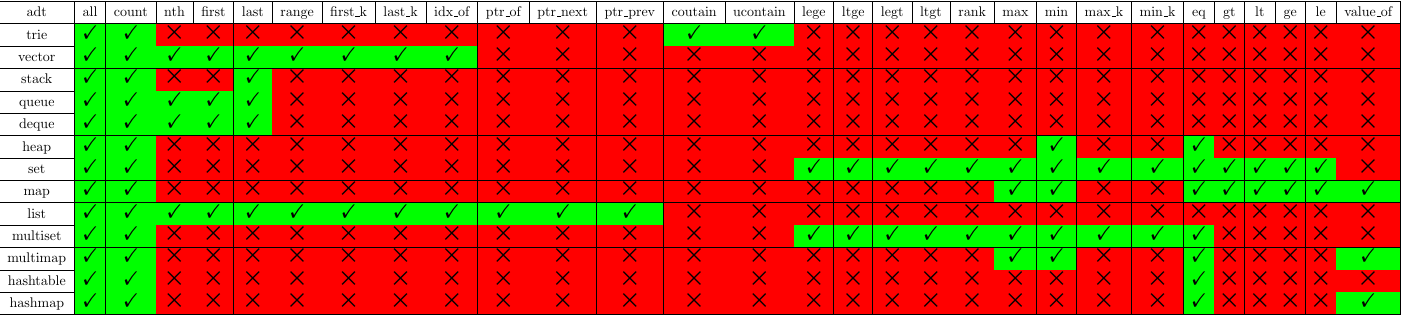 adt all count nth first last range first_k last_k idx_of ptr_of ptr_next ptr_prev coutain ucontain lege ltge legt ltgt rank max min max_k min_k eq gt lt ge le value_of
trie ✓ ✓ × × × × × × × × × × ✓ ✓ × × × × × × × × × × × × × × ×
vector ✓ ✓ ✓ ✓ ✓ ✓ ✓ ✓ ✓ × × × × × × × × × × × × × × × × × × × ×
stack ✓ ✓ × × ✓ × × × × × × × × × × × × × × × × × × × × × × × ×
queue ✓ ✓ ✓ ✓ ✓ × × × × × × × × × × × × × × × × × × × × × × × ×
deque ✓ ✓ ✓ ✓ ✓ × × × × × × × × × × × × × × × × × × × × × × × ×
heap ✓ ✓ × × × × × × × × × × × × × × × × × × ✓ × × ✓ × × × × ×
set ✓ ✓ × × × × × × × × × × × × ✓ ✓ ✓ ✓ ✓ ✓ ✓ ✓ ✓ ✓ ✓ ✓ ✓ ✓ ×
map ✓ ✓ × × × × × × × × × × × × × × × × × ✓ ✓ × × ✓ ✓ ✓ ✓ ✓ ✓
list ✓ ✓ ✓ ✓ ✓ ✓ ✓ ✓ ✓ ✓ ✓ ✓ × × × × × × × × × × × × × × × × ×
multiset ✓ ✓ × × × × × × × × × × × × ✓ ✓ ✓ ✓ ✓ ✓ ✓ ✓ ✓ ✓ × × × × ×
multimap ✓ ✓ × × × × × × × × × × × × × × × × × ✓ ✓ × × ✓ × × × × ✓
hashtable ✓ ✓ × × × × × × × × × × × × × × × × × × × × × ✓ × × × × ×
hashmap ✓ ✓ × × × × × × × × × × × × × × × × × × × × × ✓ × × × × ✓